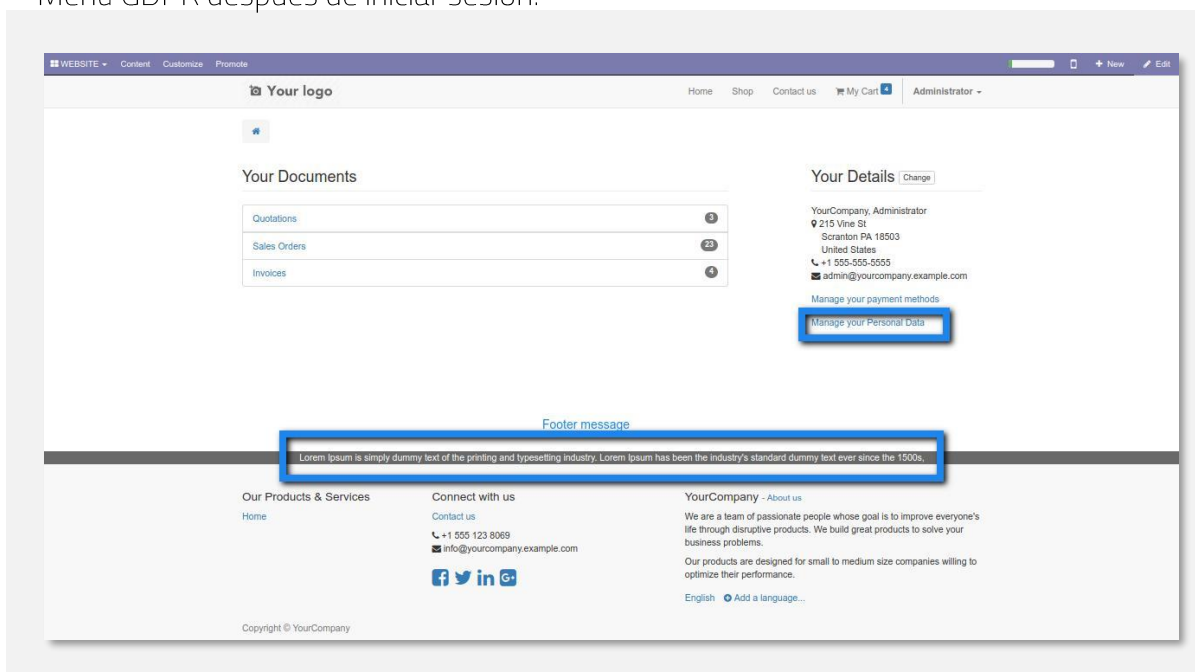 Menú GDPR después de iniciar sesión.
WEBSITE Content Customize Promote New Edit
Your logo Home Shop Contact us My Cart 4 Administrator
Your Documents
Quotations 3
Sales Orders 23
Invoices 4
Your Details Change
YourCompany, Administrator
215 Vine St
Scranton PA 18503
United States
+1 555-555-5555
admin@yourcompany.example.com
Manage your payment methods
Manage your Personal Data
Footer message
Lorem Ipsum is simply dummy text of the printing and typesetting industry. Lorem Ipsum has been the industry's standard dummy text ever since the 1500s,
Our Products & Services
Home
Connect with us
Contact us
+1 555 123 8069
info@yourcompany.example.com
YourCompany - About us
We are a team of passionate people whose goal is to improve everyone's
life through disruptive products. We build great products to solve your
business problems.
Our products are designed for small to medium size companies willing to
optimize their performance.
English Add a language...
Copyright © YourCompany